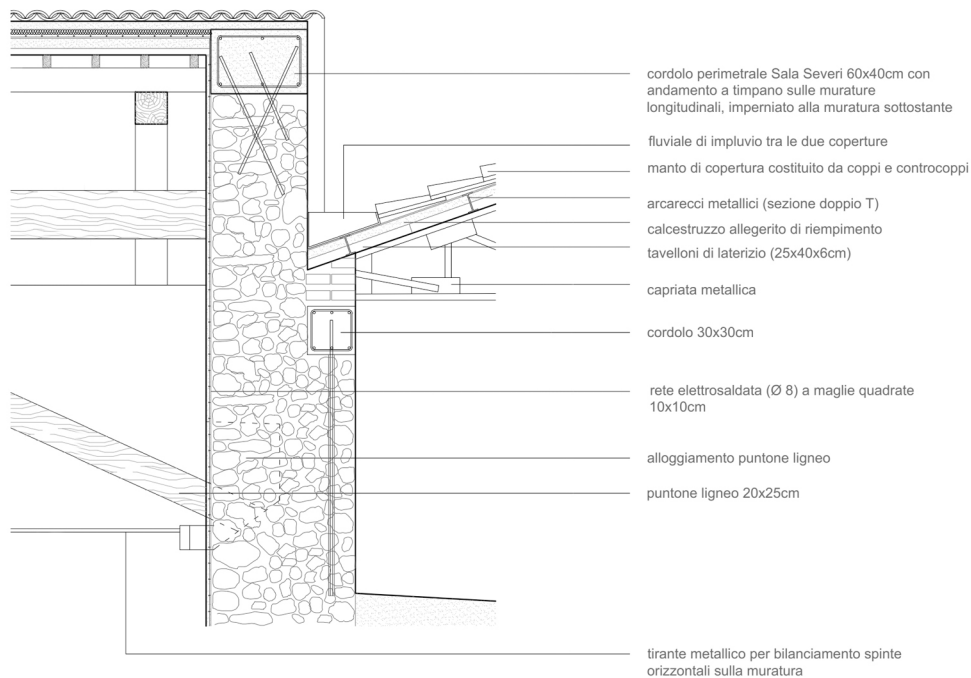 cordolo perimetrale Sala Severi 60x40cm con
andamento a timpano sulle murature
longitudinali, imperniato alla muratura sottostante
fluviale di impluvio tra le due coperture
manto di copertura costituito da coppi e controcoppi
arcarecci metallici (sezione doppio T)
calcestruzzo allegerito di riempimento
tavelloni di laterizio (25x40x6cm)
capriata metallica
cordolo 30x30cm
rete elettrosaldata (Ø 8) a maglie quadrate
10x10cm
alloggiamento puntone ligneo
puntone ligneo 20x25cm
tirante metallico per bilanciamento spinte
orizzontali sulla muratura